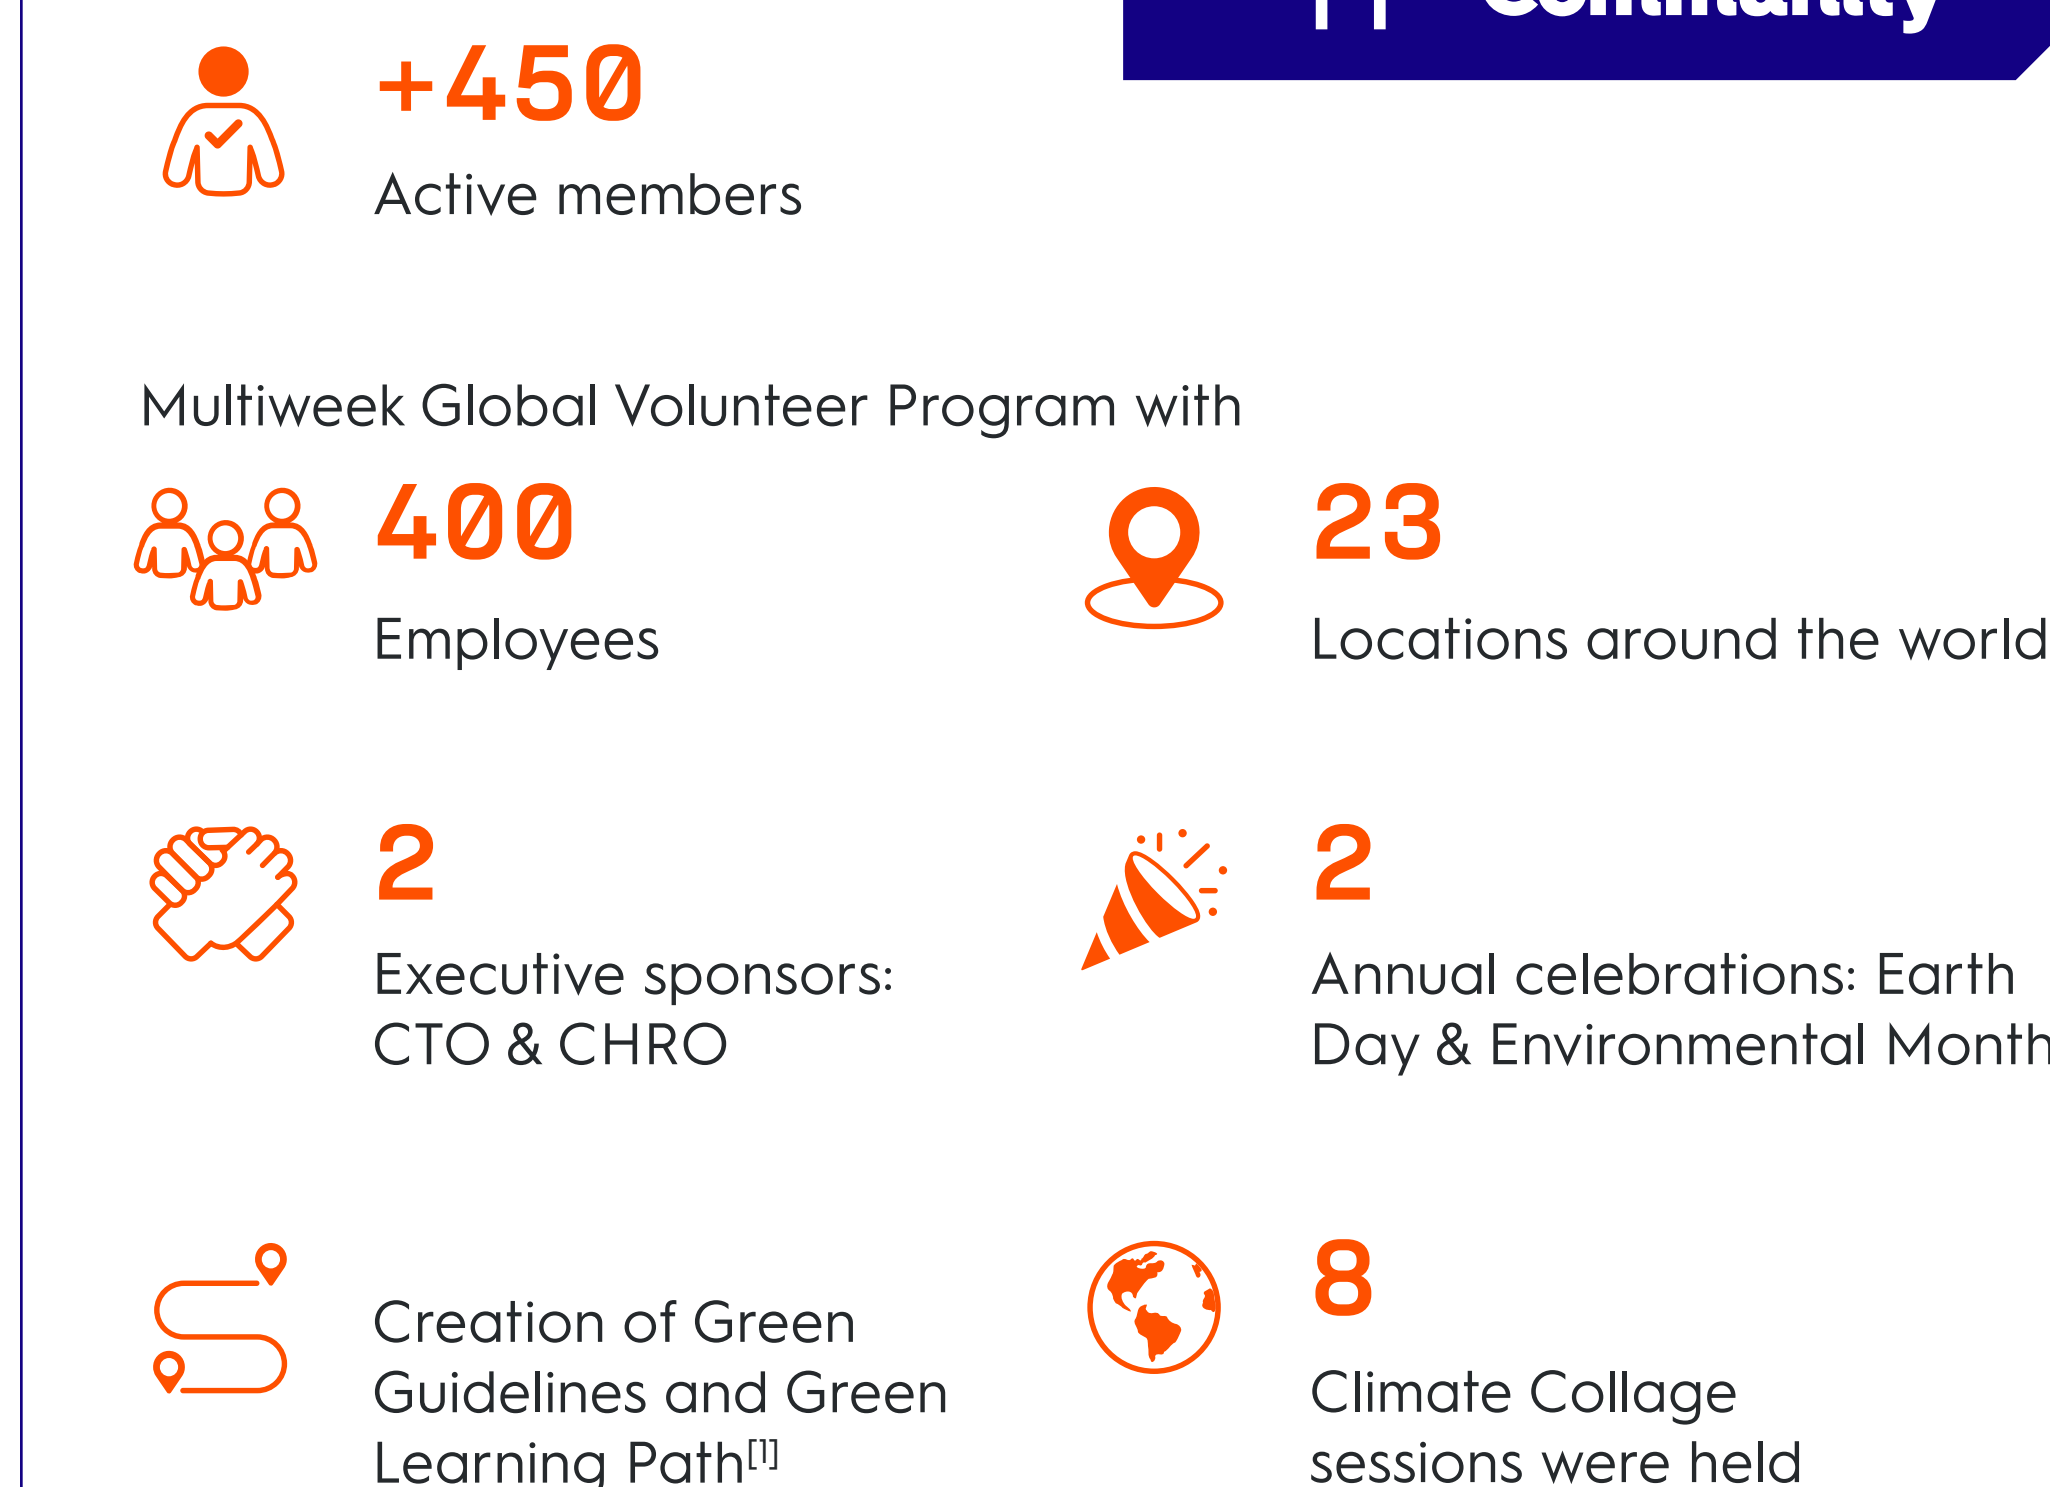 Community
+450
Active members
Multiweek Global Volunteer Program with
400
Employees
23
Locations around the world
2
Executive sponsors:
CTO & CHRO
2
Annual celebrations: Earth
Day & Environmental Month
Creation of Green
Guidelines and Green
Learning Path[1]
8
Climate Collage
sessions were held